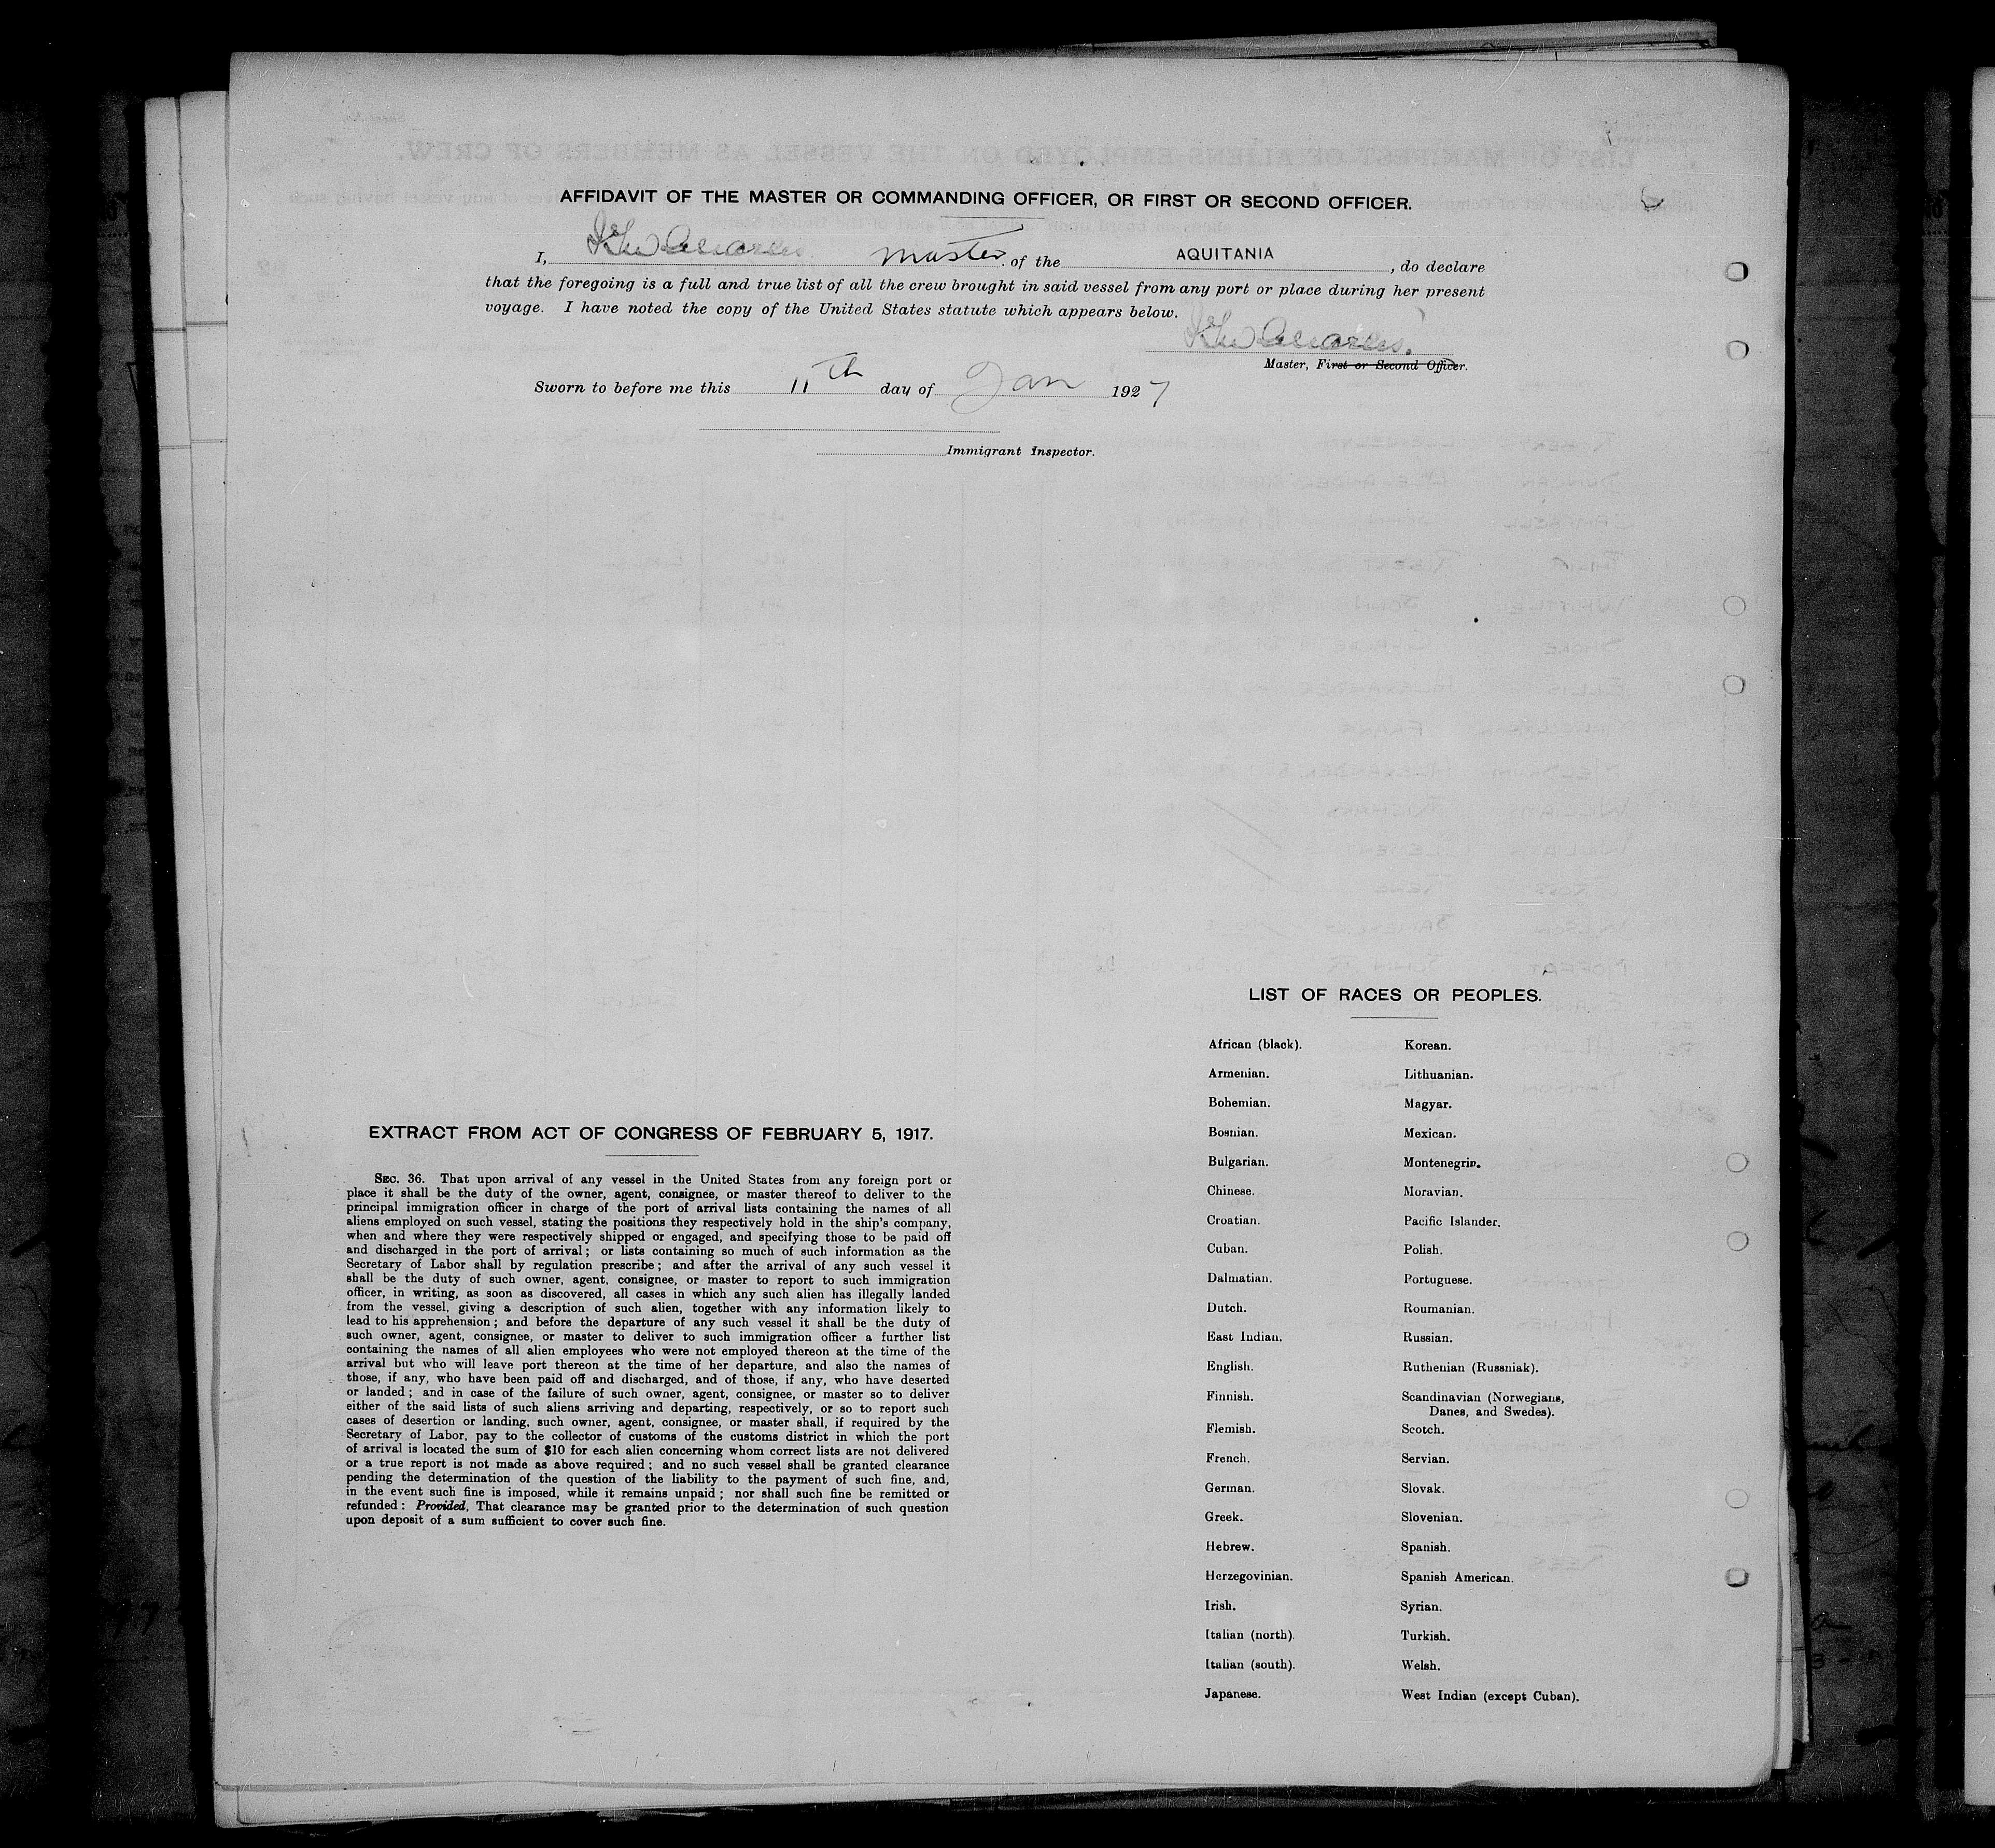 AFFIDAVIT OF THE MASTER OR COMMANDING OFFICER, OR FIRST OR SECOND OFFICER.
I, master of the AQUITANIA, do declare
that the foregoing is a full and true list of all the crew brought in said vessel from any port or place during her present
voyage. I have noted the copy of the United States statute which appears below.
Master, First or Second Officer.
Sworn to before me this 11th day of Jan 1927
Immigrant Inspector.
LIST OF RACES OR PEOPLES.
African (black).
Armenian.
Bohemian.
Bosnian.
Bulgarian.
Chinese.
Croatian.
Cuban.
Dalmatian.
Dutch.
East Indian.
English.
Finnish.
Flemish.
French.
German.
Greek.
Hebrew.
Herzegovinian.
Irish.
Italian (north).
Italian (south).
Japanese.
Korean.
Lithuanian.
Magyar.
Mexican.
Montenegrin.
Moravian.
Pacific Islander.
Polish.
Portuguese.
Roumanian.
Russian.
Ruthenian (Russniak).
Scandinavian (Norwegians,
Danes, and Swedes).
Scotch.
Servian.
Slovak.
Slovenian.
Spanish.
Spanish American.
Syrian.
Turkish.
Welsh.
West Indian (except Cuban).
EXTRACT FROM ACT OF CONGRESS OF FEBRUARY 5, 1917.
SEC. 36. That upon arrival of any vessel in the United States from any foreign port or
place it shall be the duty of the owner, agent, consignee, or master thereof to deliver to the
principal immigration officer in charge of the port of arrival lists containing the names of all
aliens employed on such vessel, stating the positions they respectively hold in the ship's company,
when and where they were respectively shipped or engaged, and specifying those to be paid off
and discharged in the port of arrival; or lists containing so much of such information as the
Secretary of Labor shall by regulation prescribe; and after the arrival of any such vessel it
shall be the duty of such owner, agent, consignee, or master to report to such immigration
officer, in writing, as soon as discovered, all cases in which any such alien has illegally landed
from the vessel, giving a description of such alien, together with any information likely to
lead to his apprehension; and before the departure of any such vessel it shall be the duty of
such owner, agent, consignee, or master to deliver to such immigration officer a further list
containing the names of all alien employees who were not employed thereon at the time of the
arrival but who will leave port thereon at the time of her departure, and also the names of
those, if any, who have been paid off and discharged, and of those, if any, who have deserted
or landed; and in case of the failure of such owner, agent, consignee, or master so to deliver
either of the said lists of such aliens arriving and departing, respectively, or so to report such
cases of desertion or landing, such owner, agent, consignee, or master shall, if required by the
Secretary of Labor, pay to the collector of customs of the customs district in which the port
of arrival is located the sum of $10 for each alien concerning whom correct lists are not delivered
or a true report is not made as above required; and no such vessel shall be granted clearance
pending the determination of the question of the liability to the payment of such fine, and,
in the event such fine is imposed, while it remains unpaid; nor shall such fine be remitted or
refunded: Provided, That clearance may be granted prior to the determination of such question
upon deposit of a sum sufficient to cover such fine.